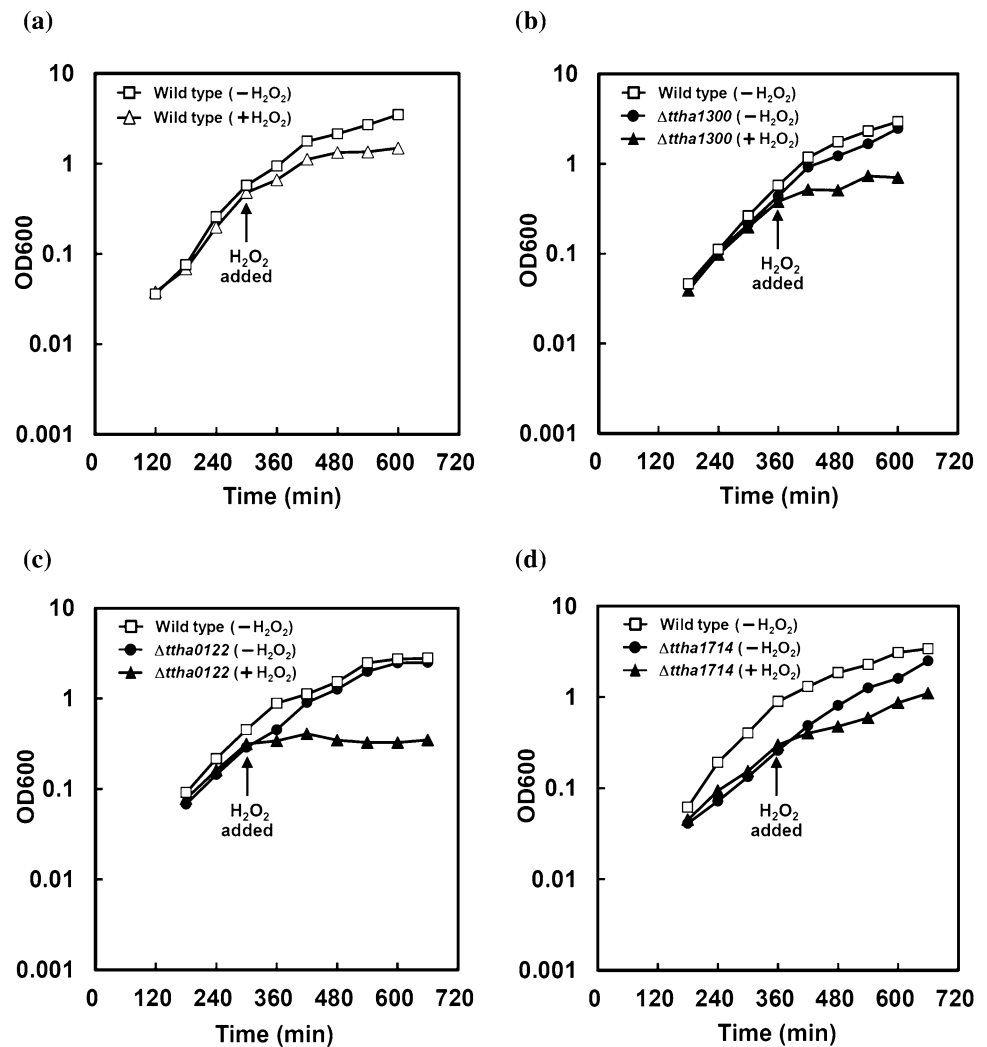 (a)
10
1
0.1
0.01
0.001
OD600
Wild type (−H₂O₂)
Wild type (+H₂O₂)
H₂O₂
added
0 120 240 360 480 600 720
Time (min)
(b)
10
1
0.1
0.01
0.001
OD600
Wild type (−H₂O₂)
Δttha1300 (−H₂O₂)
Δttha1300 (+H₂O₂)
H₂O₂
added
0 120 240 360 480 600 720
Time (min)
(c)
10
1
0.1
0.01
0.001
OD600
Wild type (−H₂O₂)
Δttha0122 (−H₂O₂)
Δttha0122 (+H₂O₂)
H₂O₂
added
0 120 240 360 480 600 720
Time (min)
(d)
10
1
0.1
0.01
0.001
OD600
Wild type (−H₂O₂)
Δttha1714 (−H₂O₂)
Δttha1714 (+H₂O₂)
H₂O₂
added
0 120 240 360 480 600 720
Time (min)